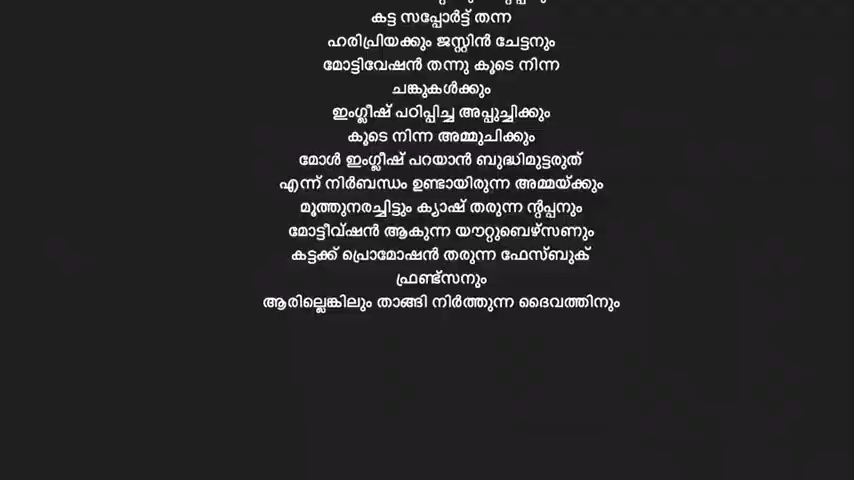 കട്ട സപ്പോർട്ട് തന്ന
ഹരിപ്രിയക്കും ജസ്റ്റിൻ ചേട്ടനും
മോട്ടിവേഷൻ തന്നു കൂടെ നിന്ന
ചങ്കുകൾക്കും
ഇംഗ്ലീഷ് പഠിപ്പിച്ച അപ്പുച്ചിക്കും
കൂടെ നിന്ന അമ്മുചിക്കും
മോൾ ഇംഗ്ലീഷ് പറയാൻ ബുദ്ധിമുട്ടരുത്
എന്ന് നിർബന്ധം ഉണ്ടായിരുന്ന അമ്മയ്ക്കും
മൂത്തുനരച്ചിട്ടും ക്യാഷ് തരുന്ന ന്റപ്പനും
മോട്ടീവ്ഷൻ ആകുന്ന യൗറ്റുബെഴ്സണും
കട്ടക്ക് പ്രൊമോഷൻ തരുന്ന ഫേസ്ബുക്
ഫ്രണ്ട്സനും
ആരില്ലെങ്കിലും താങ്ങി നിർത്തുന്ന ദൈവത്തിനും